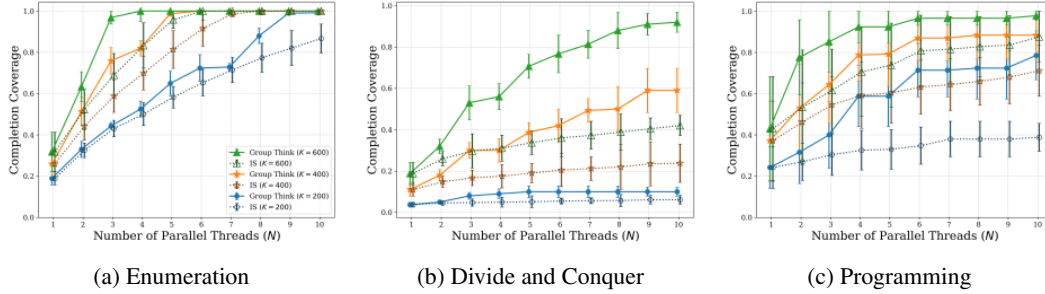 Completion Coverage
1.0
0.8
0.6
0.4
0.2
0.0
Group Think (K = 600)
IS (K = 600)
Group Think (K = 400)
IS (K = 400)
Group Think (K = 200)
IS (K = 200)
1 2 3 4 5 6 7 8 9 10
Number of Parallel Threads (N)
(a) Enumeration
Completion Coverage
1.0
0.8
0.6
0.4
0.2
0.0
1 2 3 4 5 6 7 8 9 10
Number of Parallel Threads (N)
(b) Divide and Conquer
Completion Coverage
1.0
0.8
0.6
0.4
0.2
0.0
1 2 3 4 5 6 7 8 9 10
Number of Parallel Threads (N)
(c) Programming